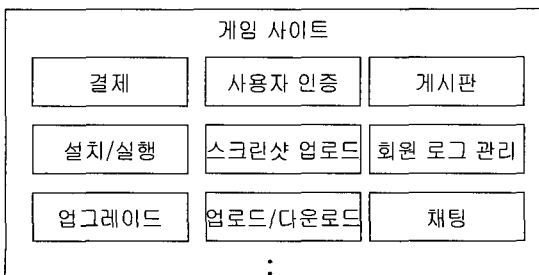 게임 사이트
결제 사용자 인증 게시판
설치/실행 스크린샷 업로드 회원 로그 관리
업그레이드 업로드/다운로드 채팅
: